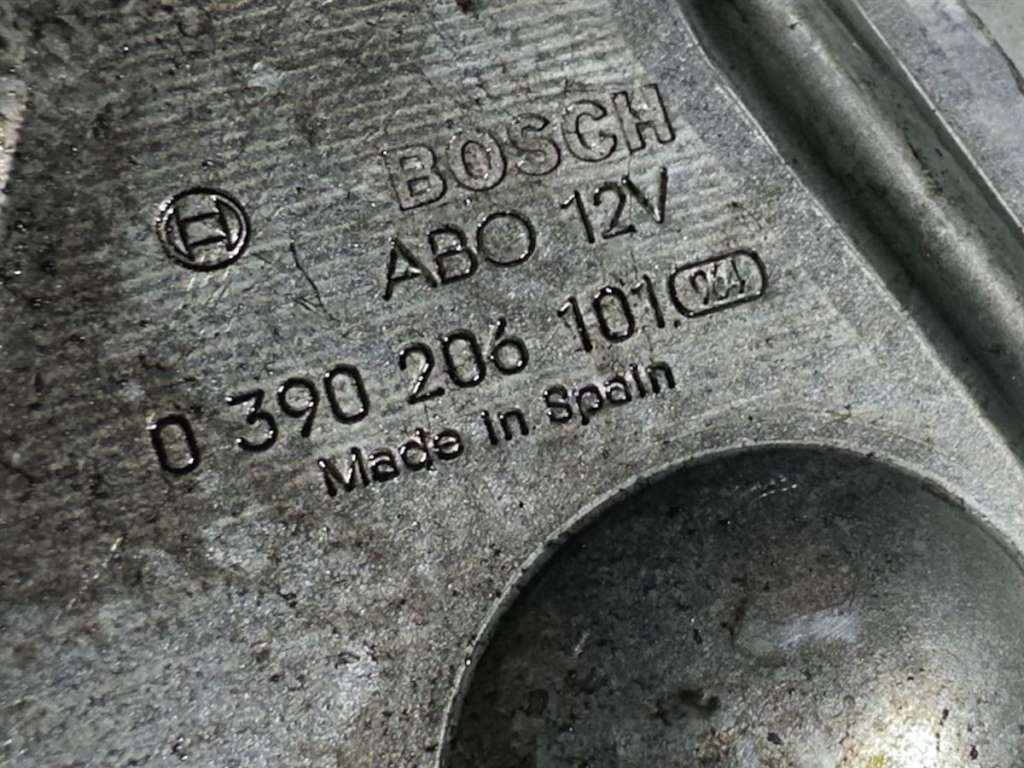 BOSCH
ABO 12V
0 390 206 101.
Made in Spain